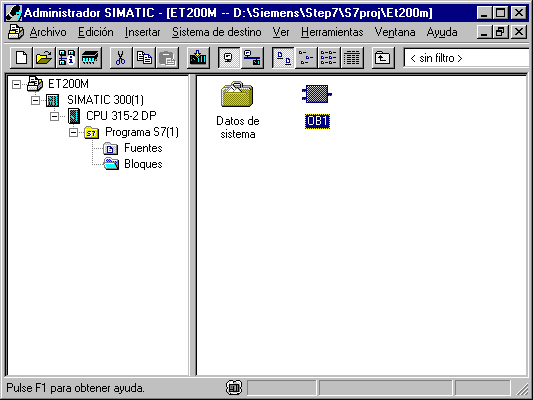 Administrador SIMATIC - [ET200M -- D:\Siemens\Step7\S7proj\Et200m]
Archivo Edición Insertar Sistema de destino Ver Herramientas Ventana Ayuda
< sin filtro >
ET200M
SIMATIC 300(1)
CPU 315-2 DP
S7 Programa S7(1)
Fuentes
Bloques
Datos de
sistema
OB1
Pulse F1 para obtener ayuda.